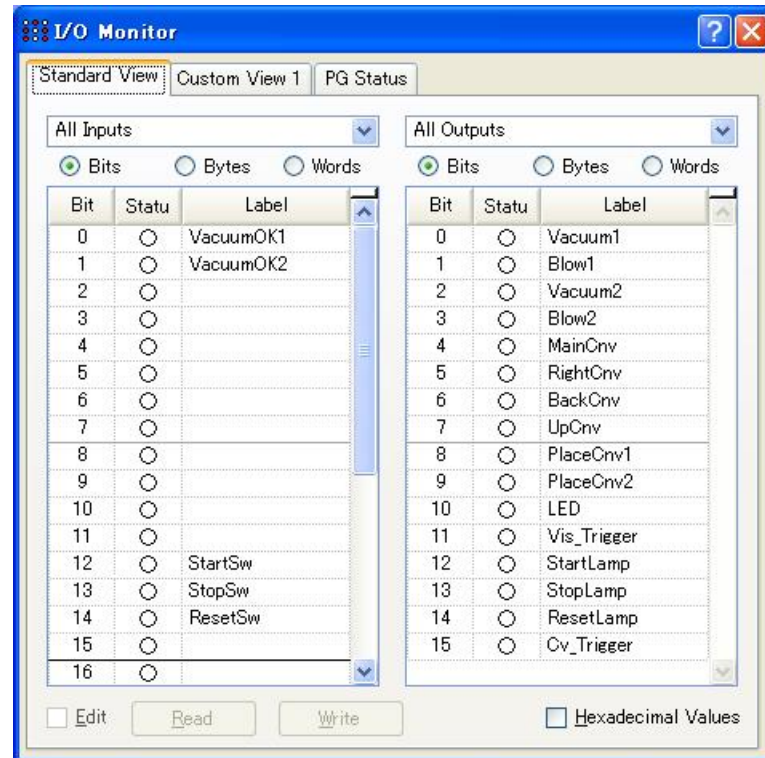 I/O Monitor
Standard View Custom View 1 PG Status
All Inputs All Outputs
Bits Bytes Words Bits Bytes Words
Bit Statu Label Bit Statu Label
0 VacuumOK1 0 Vacuum1
1 VacuumOK2 1 Blow1
2 2 Vacuum2
3 3 Blow2
4 4 MainCnv
5 5 RightCnv
6 6 BackCnv
7 7 UpCnv
8 8 PlaceCnv1
9 9 PlaceCnv2
10 10 LED
11 11 Vis_Trigger
12 StartSw 12 StartLamp
13 StopSw 13 StopLamp
14 ResetSw 14 ResetLamp
15 15 Cv_Trigger
16
Edit Read Write Hexadecimal Values